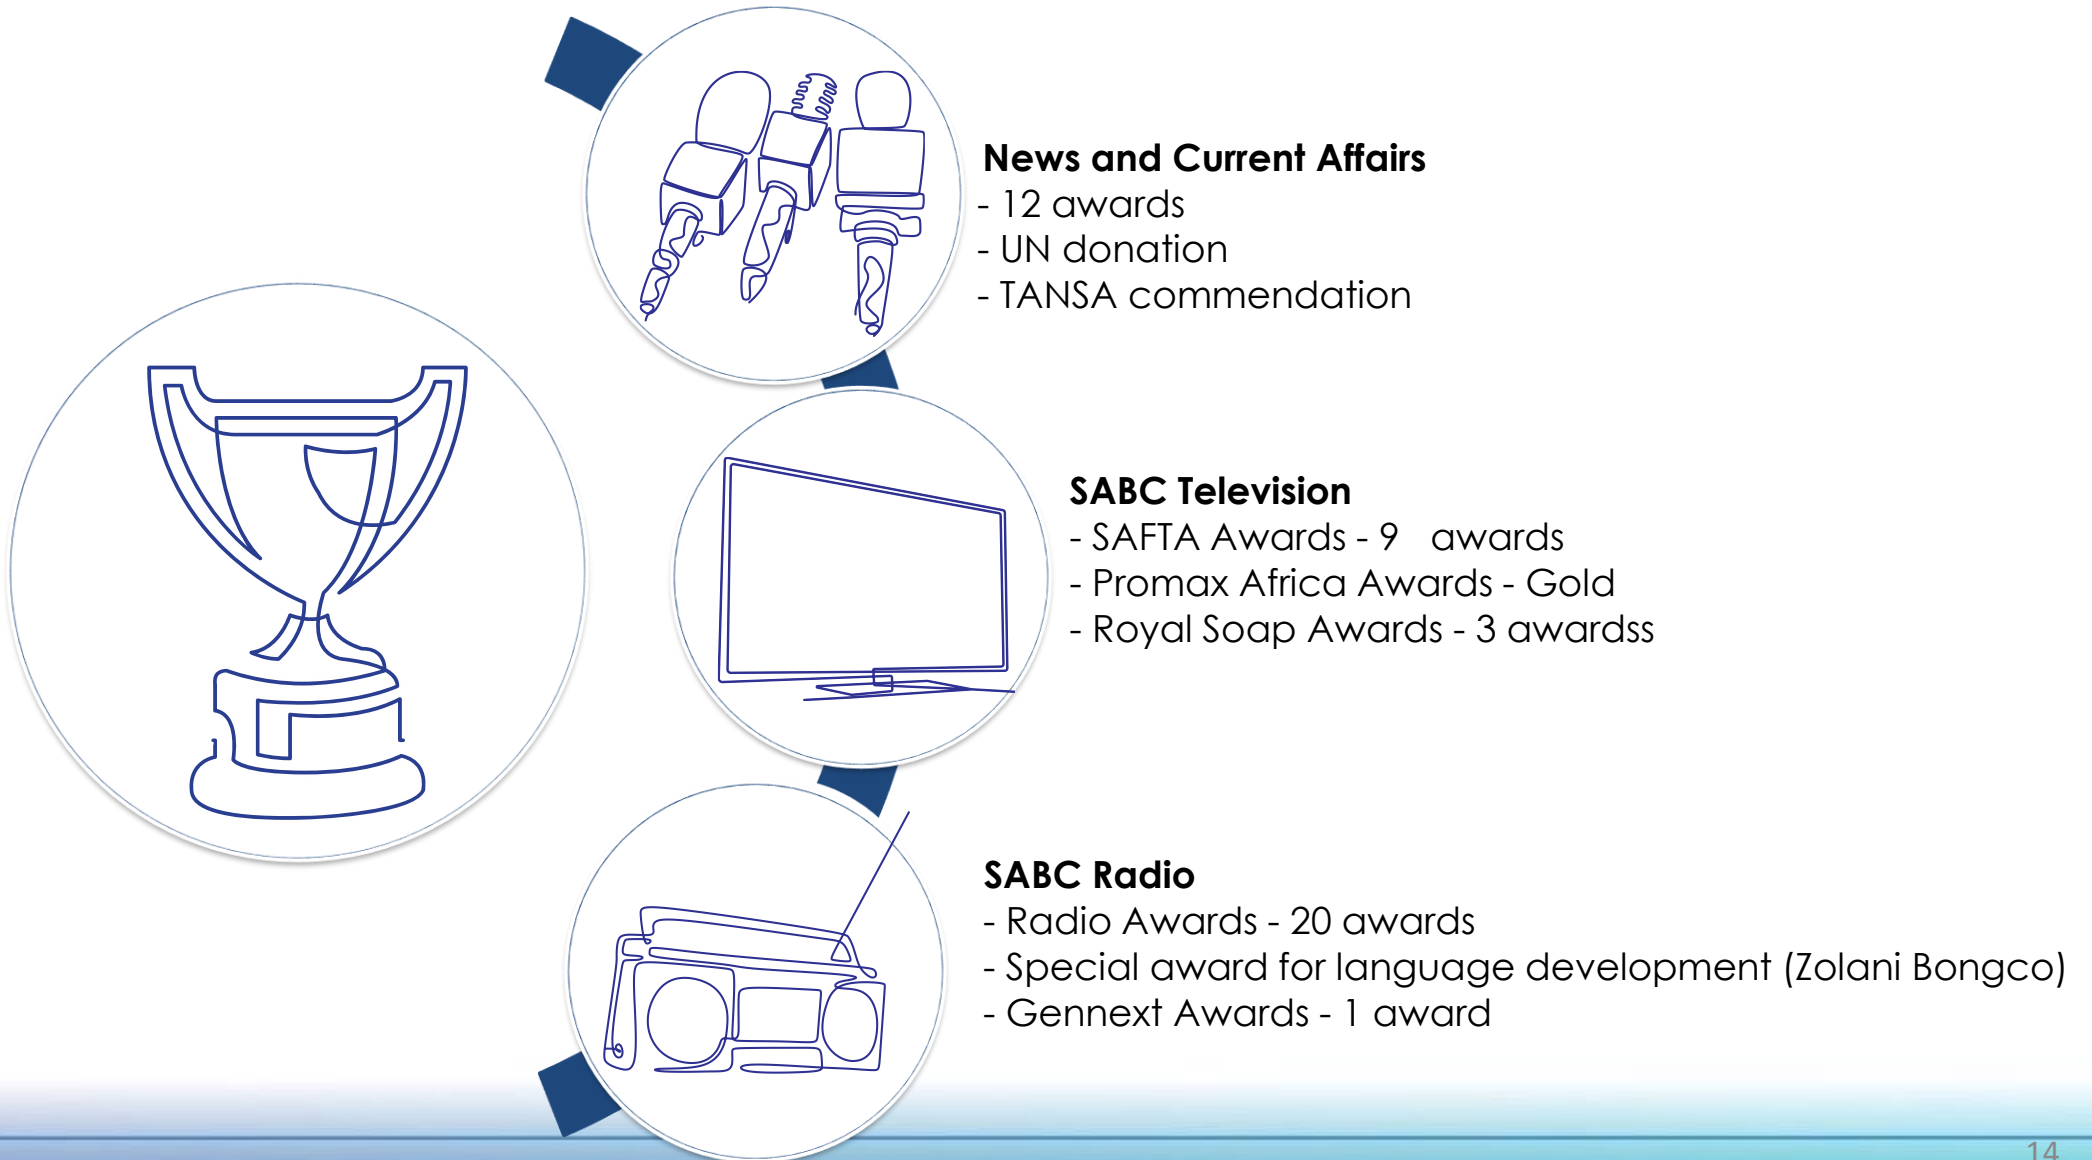 News and Current Affairs
- 12 awards
- UN donation
- TANSA commendation
SABC Television
- SAFTA Awards - 9 awards
- Promax Africa Awards - Gold
- Royal Soap Awards - 3 awardss
SABC Radio
- Radio Awards - 20 awards
- Special award for language development (Zolani Bongco)
- Gennext Awards - 1 award
14